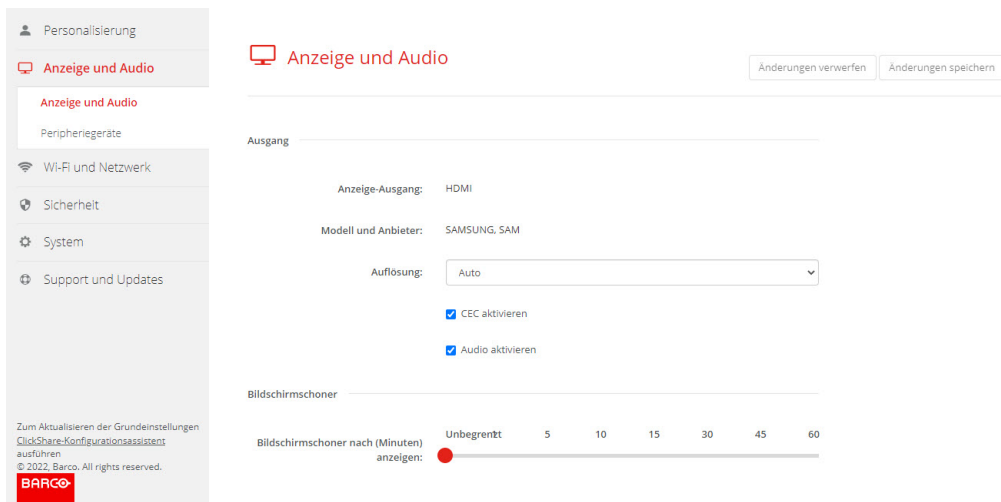 Personalisierung
Anzeige und Audio
Anzeige und Audio
Peripheriegeräte
Wi-Fi und Netzwerk
Sicherheit
System
Support und Updates
Zum Aktualisieren der Grundeinstellungen
ClickShare-Konfigurationsassistent
ausführen
© 2022, Barco. All rights reserved.
BARCO
Anzeige und Audio
Änderungen verwerfen Änderungen speichern
Ausgang
Anzeige-Ausgang: HDMI
Modell und Anbieter: SAMSUNG, SAM
Auflösung: Auto
CEC aktivieren
Audio aktivieren
Bildschirmschoner
Bildschirmschoner nach (Minuten)
anzeigen:
Unbegrenzt 5 10 15 30 45 60